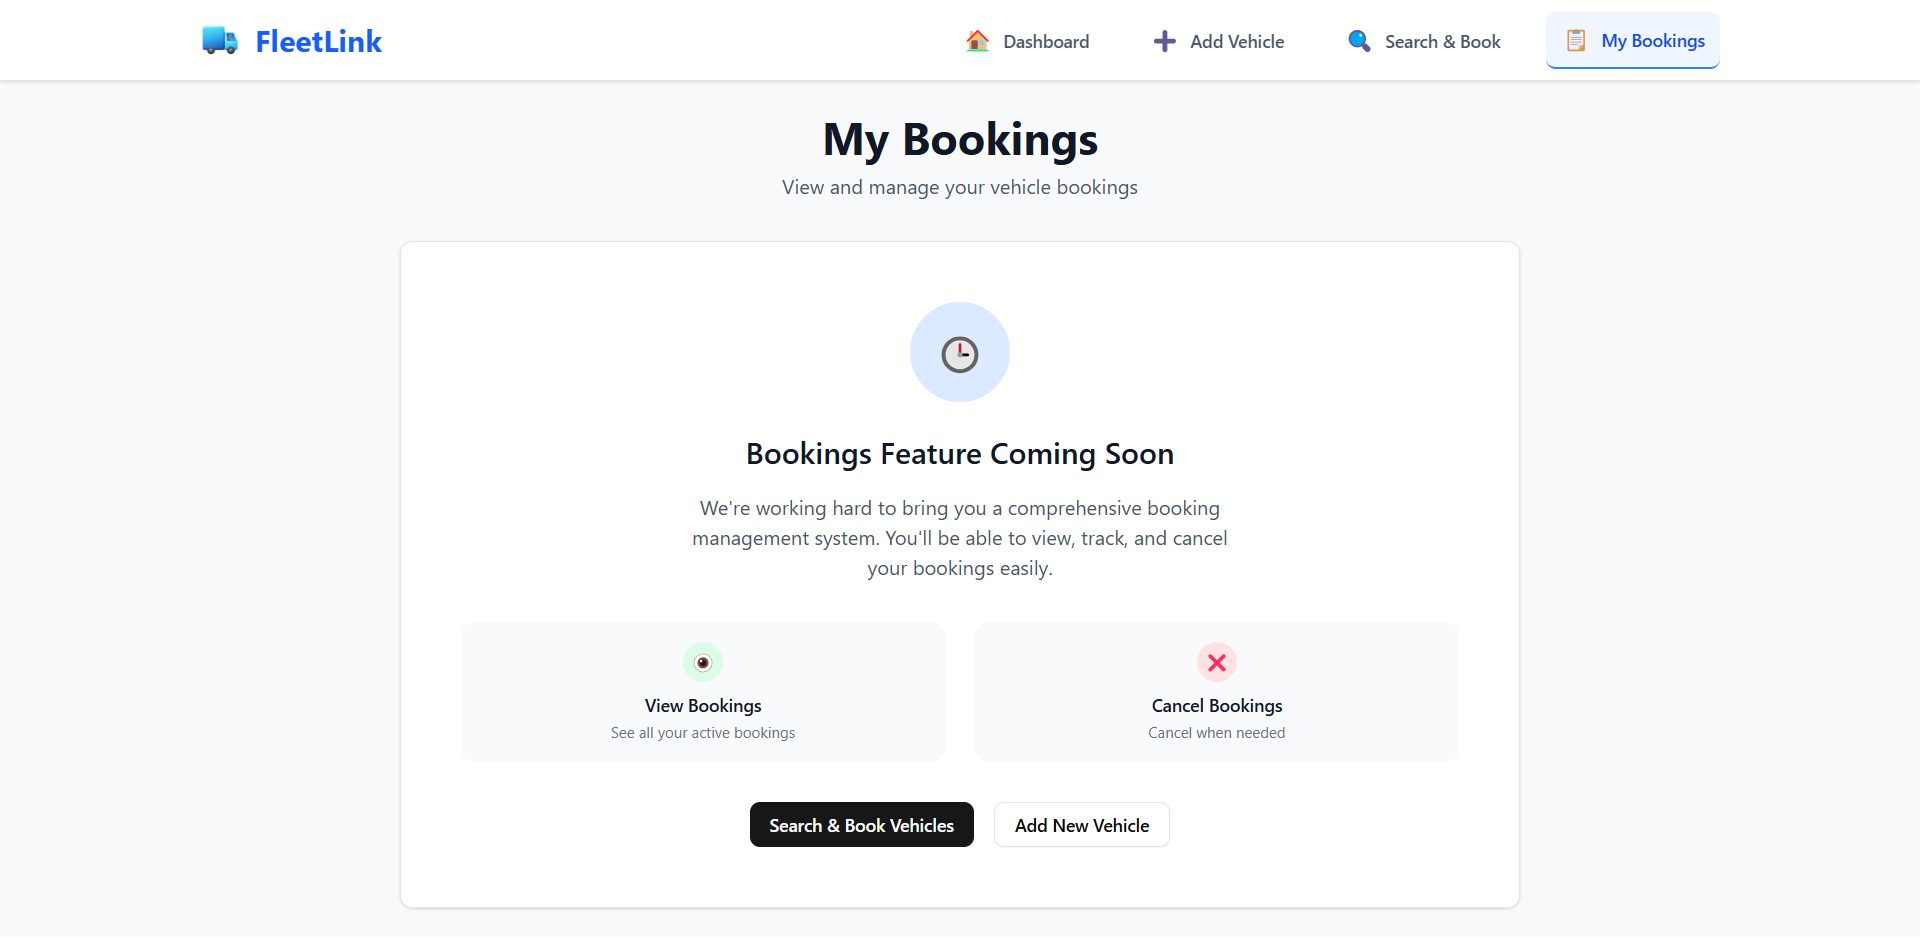 FleetLink
Dashboard
Add Vehicle
Search & Book
My Bookings
My Bookings
View and manage your vehicle bookings
Bookings Feature Coming Soon
We're working hard to bring you a comprehensive booking
management system. You'll be able to view, track, and cancel
your bookings easily.
View Bookings
See all your active bookings
Cancel Bookings
Cancel when needed
Search & Book Vehicles
Add New Vehicle